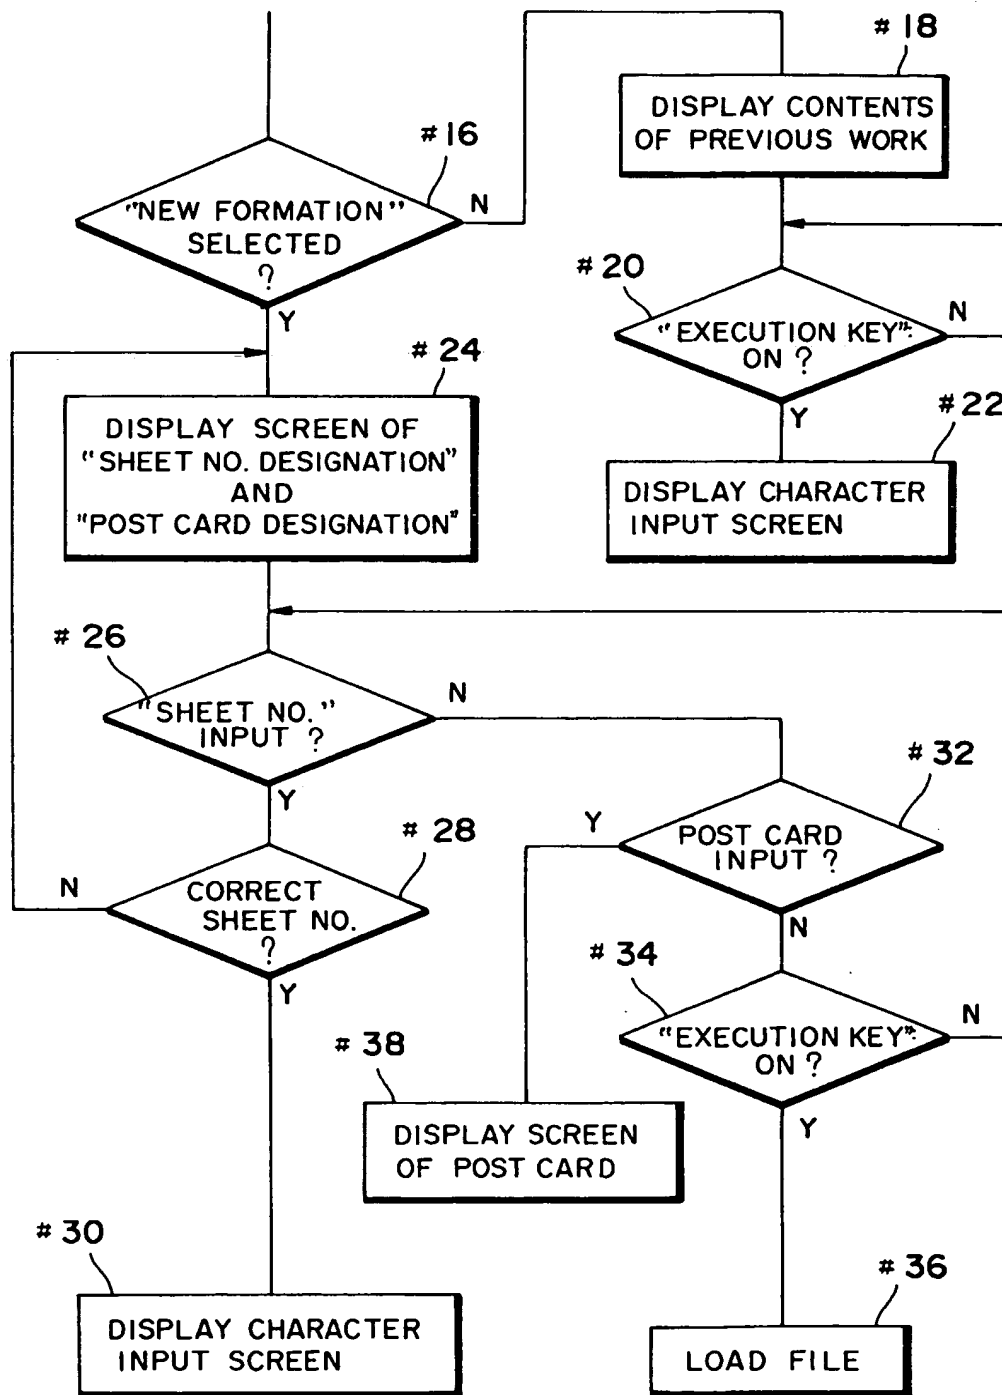 # 18
DISPLAY CONTENTS
OF PREVIOUS WORK
# 16
"NEW FORMATION"
SELECTED
?
N
Y
# 20
"EXECUTION KEY"
ON ?
N
Y
# 22
DISPLAY CHARACTER
INPUT SCREEN
# 24
DISPLAY SCREEN OF
"SHEET NO. DESIGNATION"
AND
"POST CARD DESIGNATION"
# 26
"SHEET NO."
INPUT ?
N
Y
# 28
CORRECT
SHEET NO.
?
N
Y
# 32
POST CARD
INPUT ?
Y
N
# 34
"EXECUTION KEY"
ON ?
N
Y
# 38
DISPLAY SCREEN
OF POST CARD
# 30
DISPLAY CHARACTER
INPUT SCREEN
# 36
LOAD FILE